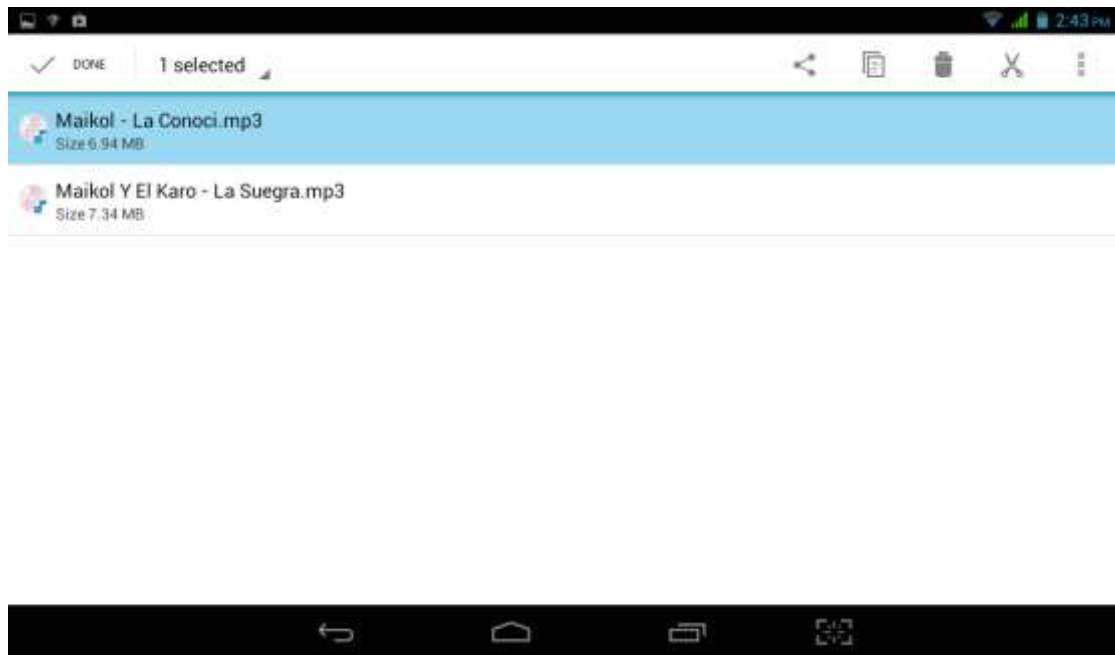 2:43 PM
DONE
1 selected
Maikol - La Conoci.mp3
Size 6.94 MB
Maikol Y El Karo - La Suegra.mp3
Size 7.34 MB